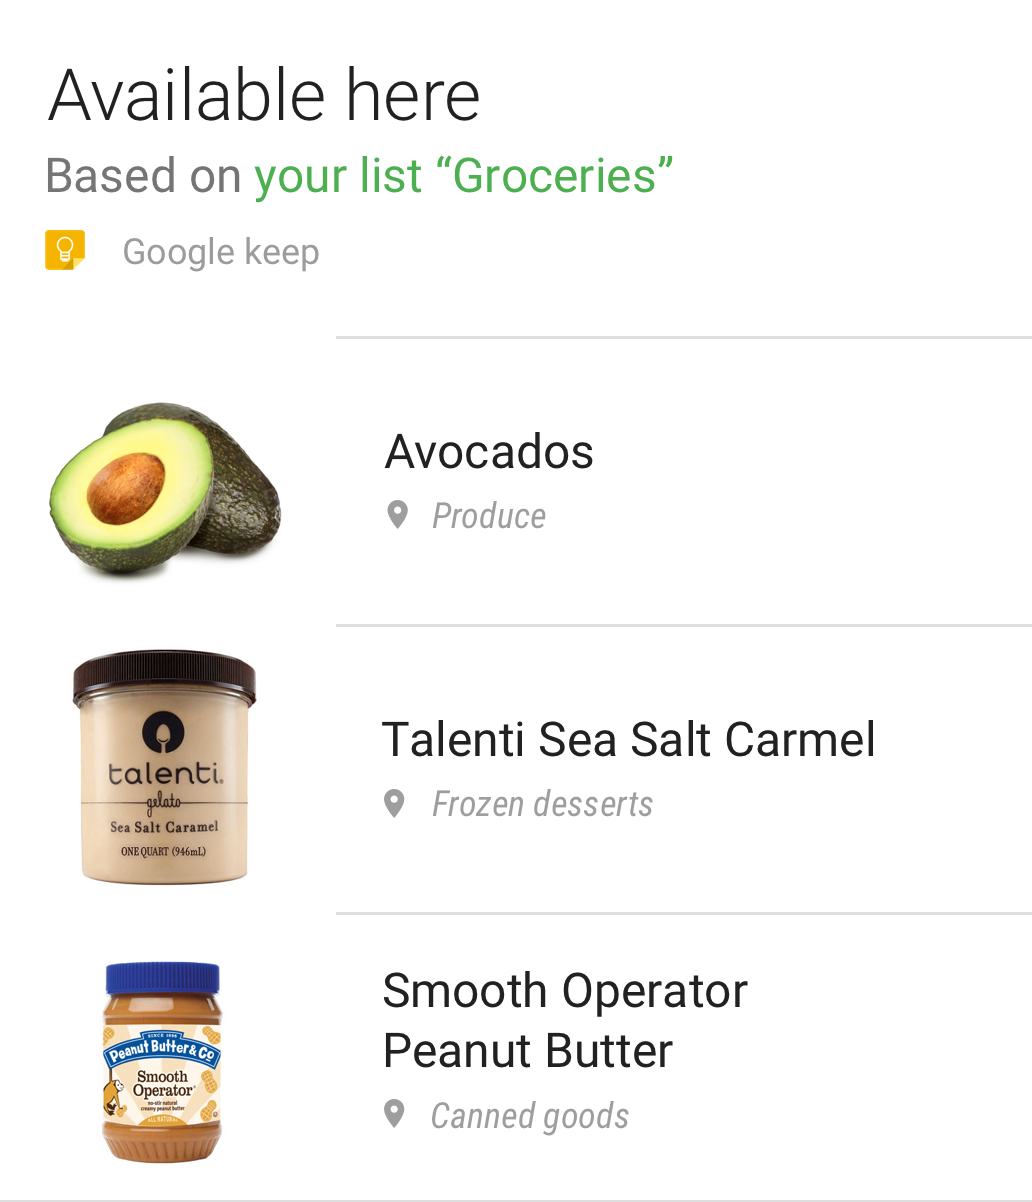 Available here
Based on your list “Groceries”
Google keep
Avocados
Produce
talenti.
gelato
Sea Salt Caramel
ONE QUART (946mL)
Talenti Sea Salt Carmel
Frozen desserts
SINCE 1998
Peanut Butter & Co
Smooth
Operator
no-stir natural
creamy peanut butter
ALL NATURAL
Smooth Operator
Peanut Butter
Canned goods